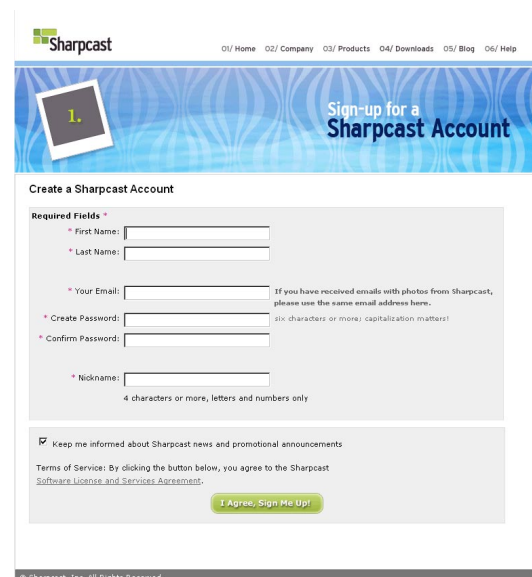 Sharpcast
01/ Home 02/ Company 03/ Products 04/ Downloads 05/ Blog 06/ Help
1.
Sign-up for a
Sharpcast Account
Create a Sharpcast Account
Required Fields *
* First Name:
* Last Name:
* Your Email: If you have received emails with photos from Sharpcast,
please use the same email address here.
* Create Password: six characters or more; capitalization matters!
* Confirm Password:
* Nickname:
4 characters or more, letters and numbers only
Keep me informed about Sharpcast news and promotional announcements
Terms of Service: By clicking the button below, you agree to the Sharpcast
Software License and Services Agreement.
I Agree, Sign Me Up!
© Sharpcast, Inc. All Rights Reserved